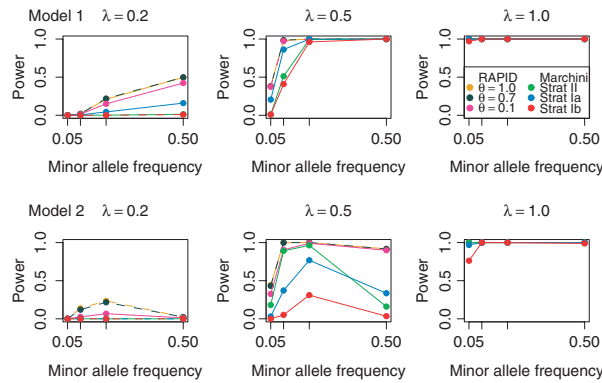 Model 1 λ = 0.2
λ = 0.5
λ = 1.0
Power
0.0 0.5 1.0
0.05 0.50
Minor allele frequency
Power
0.0 0.5 1.0
0.05 0.50
Minor allele frequency
Power
0.0 0.5 1.0
RAPID Marchini
θ = 1.0 Strat II
θ = 0.7 Strat Ia
θ = 0.1 Strat Ib
0.05 0.50
Minor allele frequency
Model 2 λ = 0.2
λ = 0.5
λ = 1.0
Power
0.0 0.5 1.0
0.05 0.50
Minor allele frequency
Power
0.0 0.5 1.0
0.05 0.50
Minor allele frequency
Power
0.0 0.5 1.0
0.05 0.50
Minor allele frequency